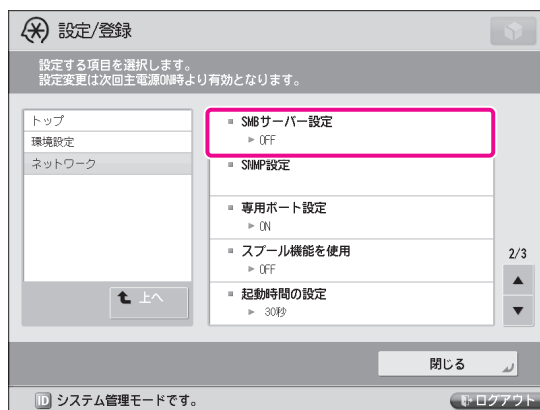 設定/登録
設定する項目を選択します。
設定変更は次回主電源ON時より有効となります。
トップ
環境設定
ネットワーク
上へ
SMBサーバー設定
OFF
SNMP設定
専用ポート設定
ON
スプール機能を使用
OFF
起動時間の設定
30秒
2/3
閉じる
ID システム管理モードです。
ログアウト